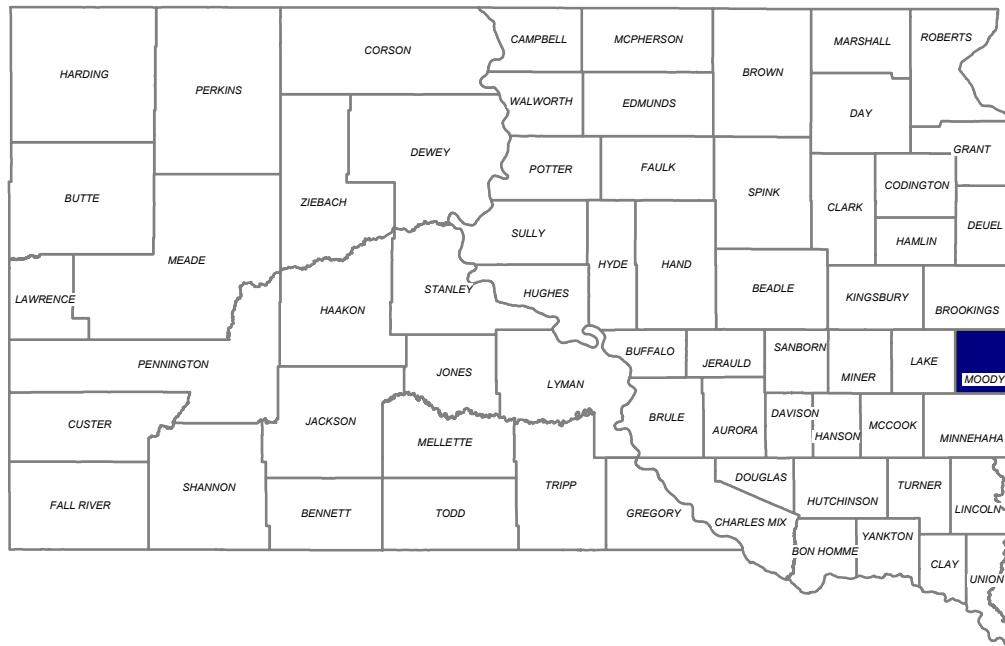 HARDING
PERKINS
CORSON
CAMPBELL
MCPHERSON
BROWN
MARSHALL
ROBERTS
WALWORTH
EDMUNDS
DAY
DEWEY
GRANT
POTTER
FAULK
CODINGTON
BUTTE
ZIEBACH
SPINK
CLARK
DEUEL
SULLY
HAMLIN
MEADE
HYDE
HAND
LAWRENCE
HAAKON
STANLEY
HUGHES
BEADLE
KINGSBURY
BROOKINGS
PENNINGTON
JONES
LYMAN
BUFFALO
JERAULD
SANBORN
MINER
LAKE
MOODY
CUSTER
JACKSON
MELLETTE
BRULE
AURORA
DAVISON
HANSON
MCCOOK
MINNEHAHA
FALL RIVER
SHANNON
BENNETT
TODD
TRIPP
GREGORY
DOUGLAS
CHARLES MIX
HUTCHINSON
TURNER
LINCOLN
BON HOMME
YANKTON
CLAY
UNION